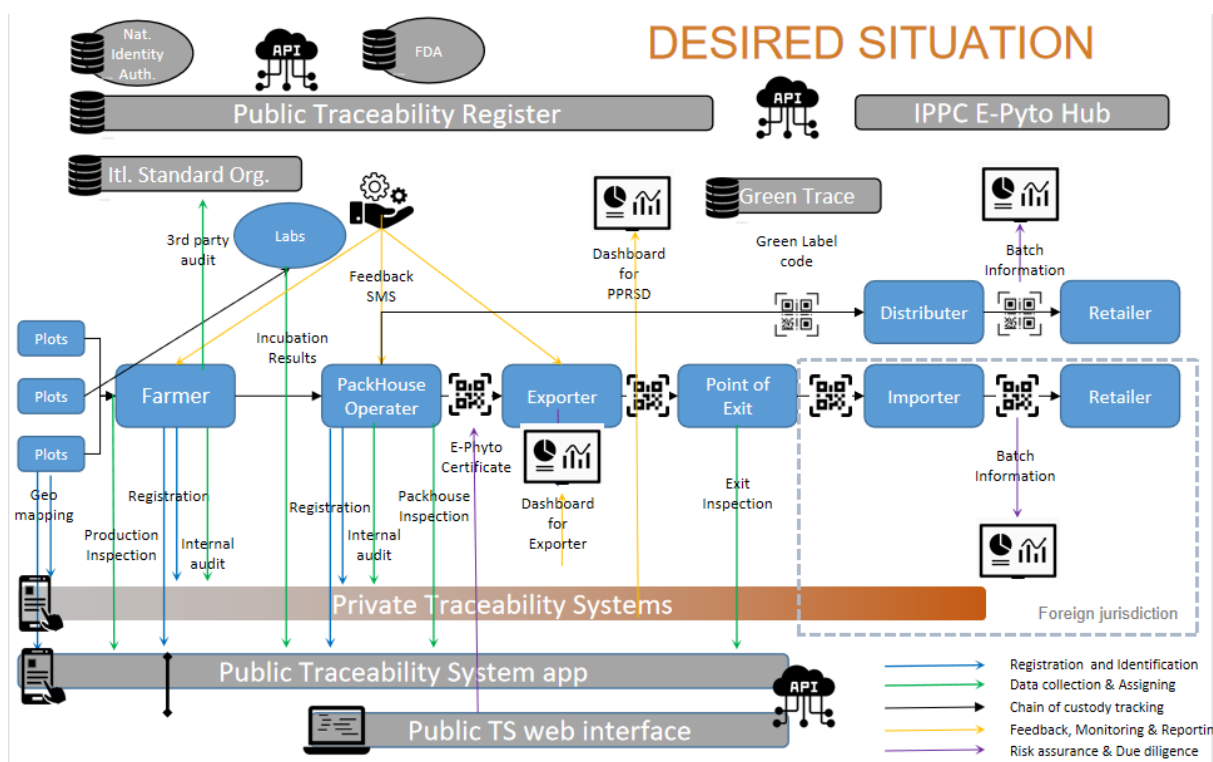 DESIRED SITUATION
Nat.
Identity
Auth.
API
FDA
Public Traceability Register
API
IPPC E-Pyto Hub
Itl. Standard Org.
Green Trace
3rd party
audit
Labs
Feedback
SMS
Dashboard
for
PPRSD
Green Label
code
Batch
Information
Incubation
Results
Distributer
Retailer
Plots
Plots
Plots
Farmer
PackHouse
Operater
Exporter
Point of
Exit
Importer
Retailer
Geo
mapping
Registration
Production
Inspection
Internal
audit
Registration
Internal
audit
Packhouse
Inspection
E-Phyto
Certificate
Dashboard
for
Exporter
Exit
Inspection
Batch
Information
Private Traceability Systems
Foreign jurisdiction
Public Traceability System app
API
Public TS web interface
Registration and Identification
Data collection & Assigning
Chain of custody tracking
Feedback, Monitoring & Reportin
Risk assurance & Due diligence